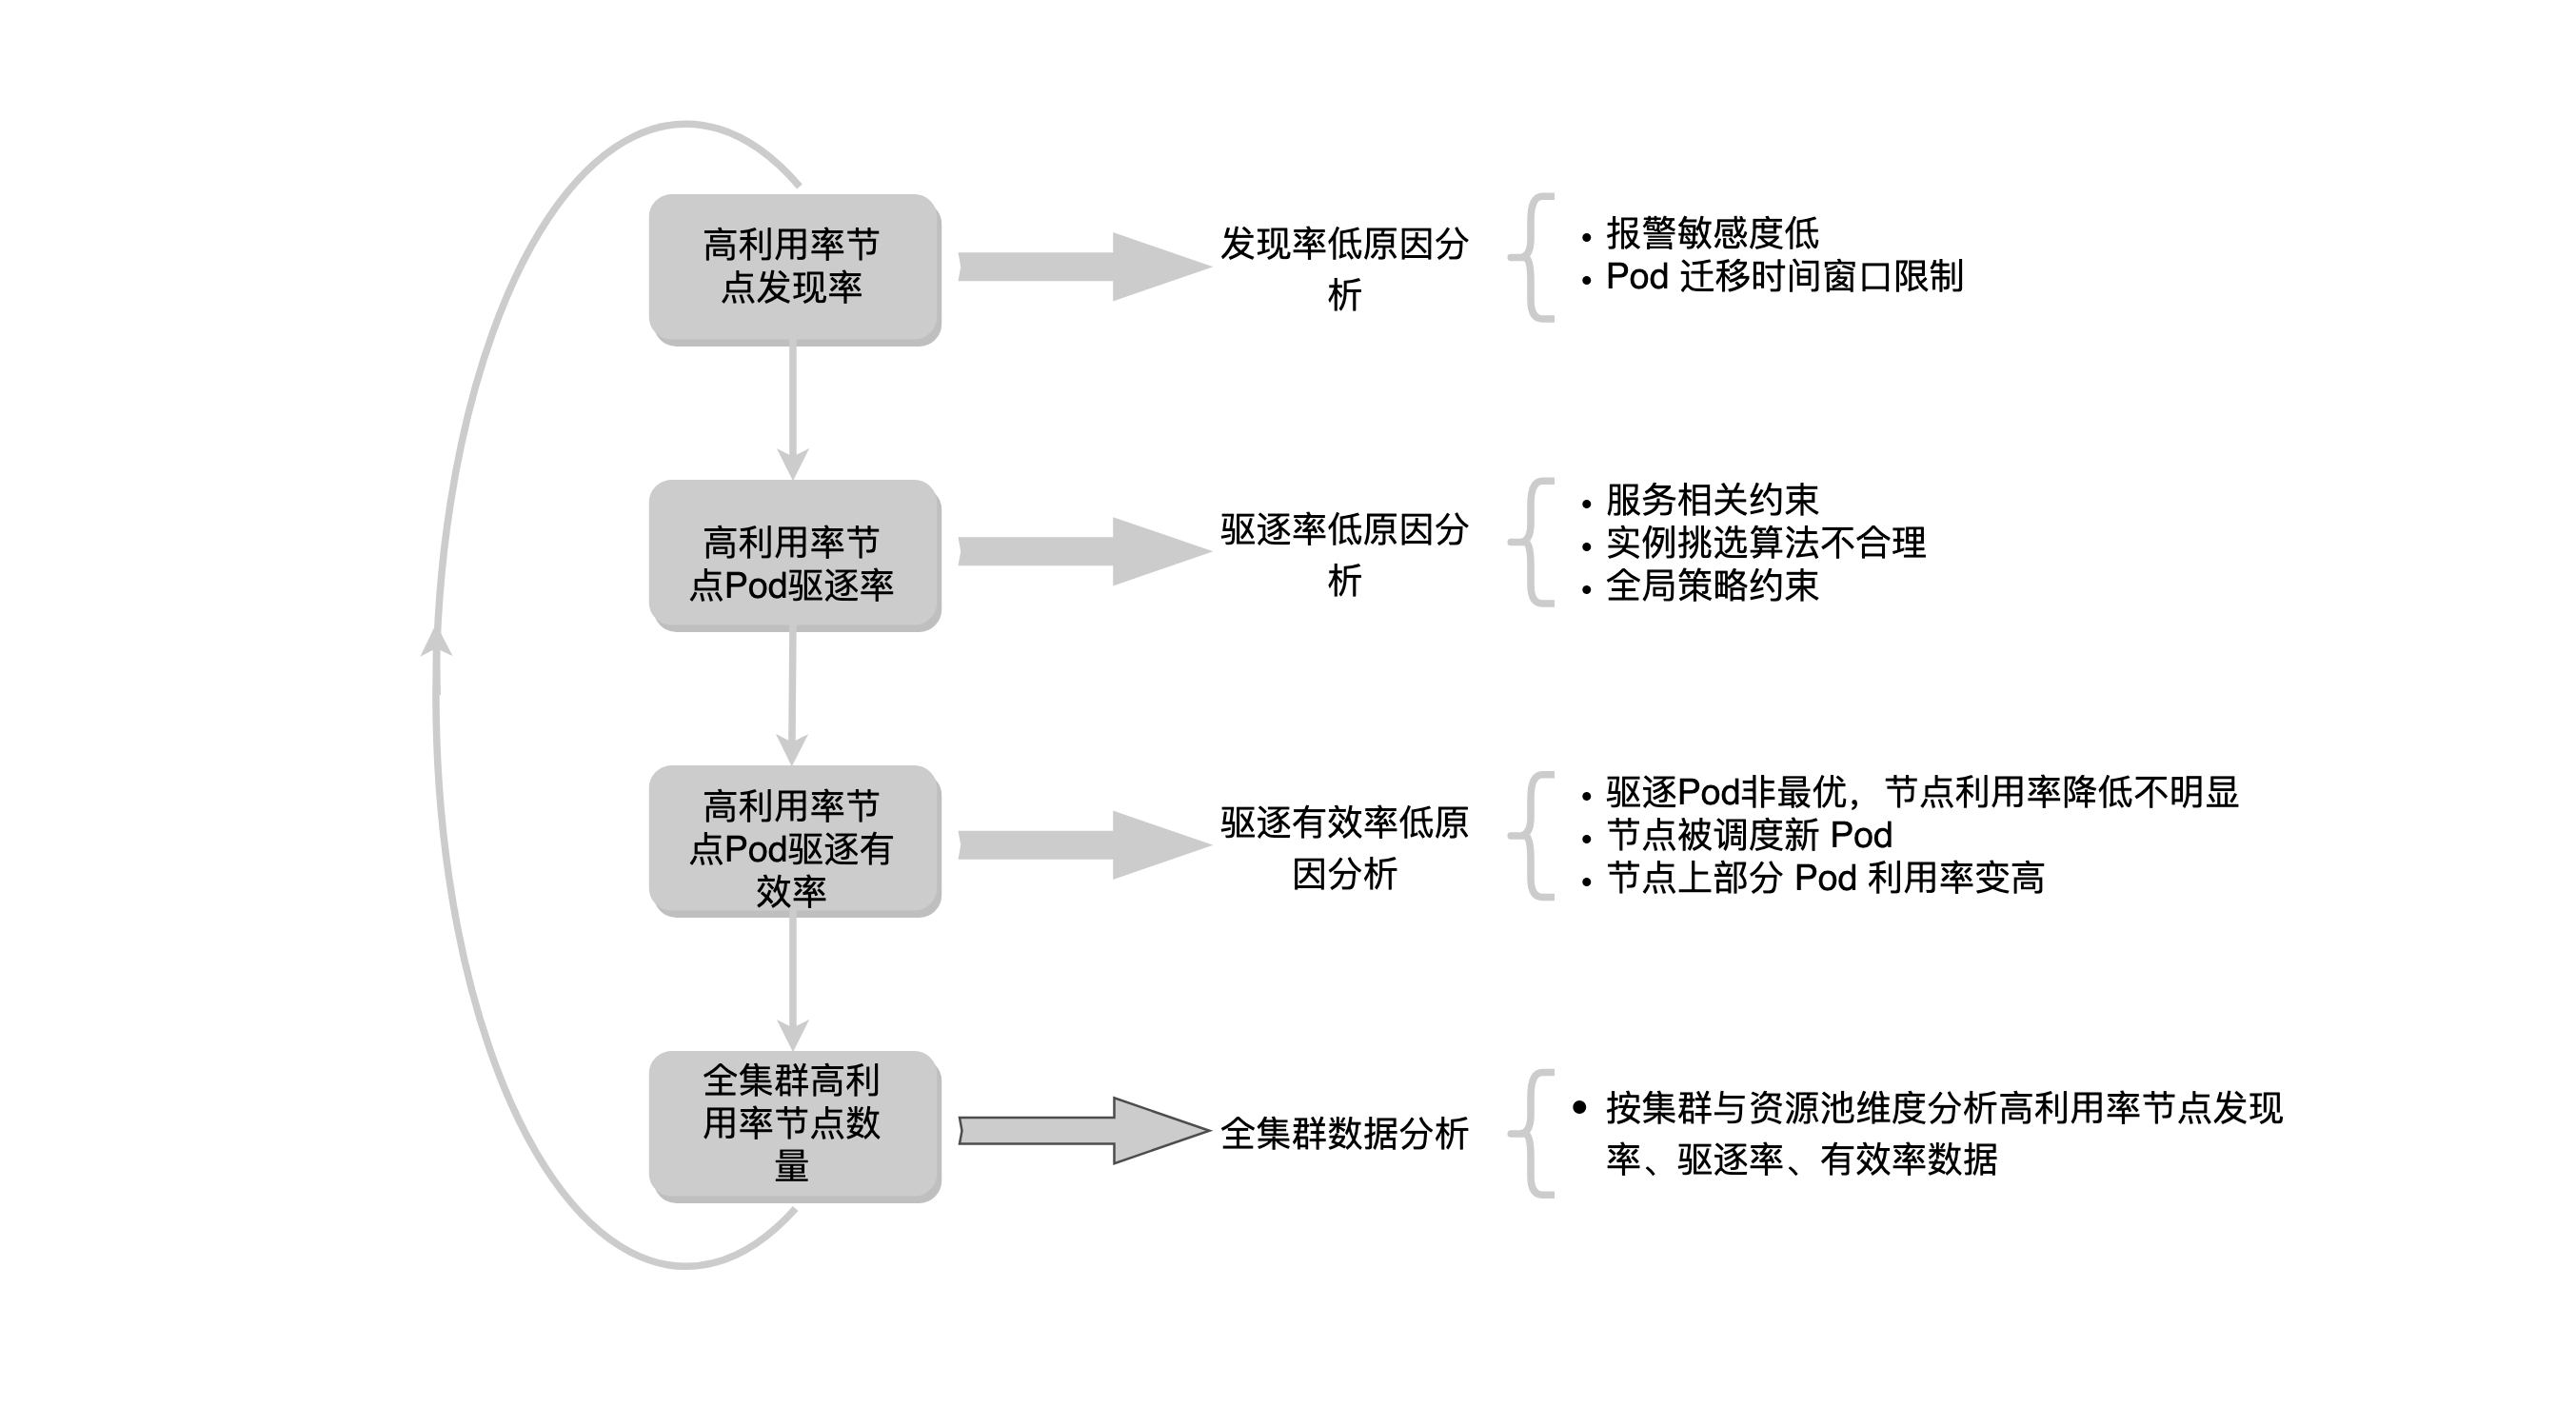 高利用率节
点发现率
发现率低原因分
析
• 报警敏感度低
• Pod 迁移时间窗口限制
高利用率节
点Pod驱逐率
驱逐率低原因分
析
• 服务相关约束
• 实例挑选算法不合理
• 全局策略约束
高利用率节
点Pod驱逐有
效率
驱逐有效率低原
因分析
• 驱逐Pod非最优，节点利用率降低不明显
• 节点被调度新 Pod
• 节点上部分 Pod 利用率变高
全集群高利
用率节点数
量
全集群数据分析
• 按集群与资源池维度分析高利用率节点发现
率、驱逐率、有效率数据